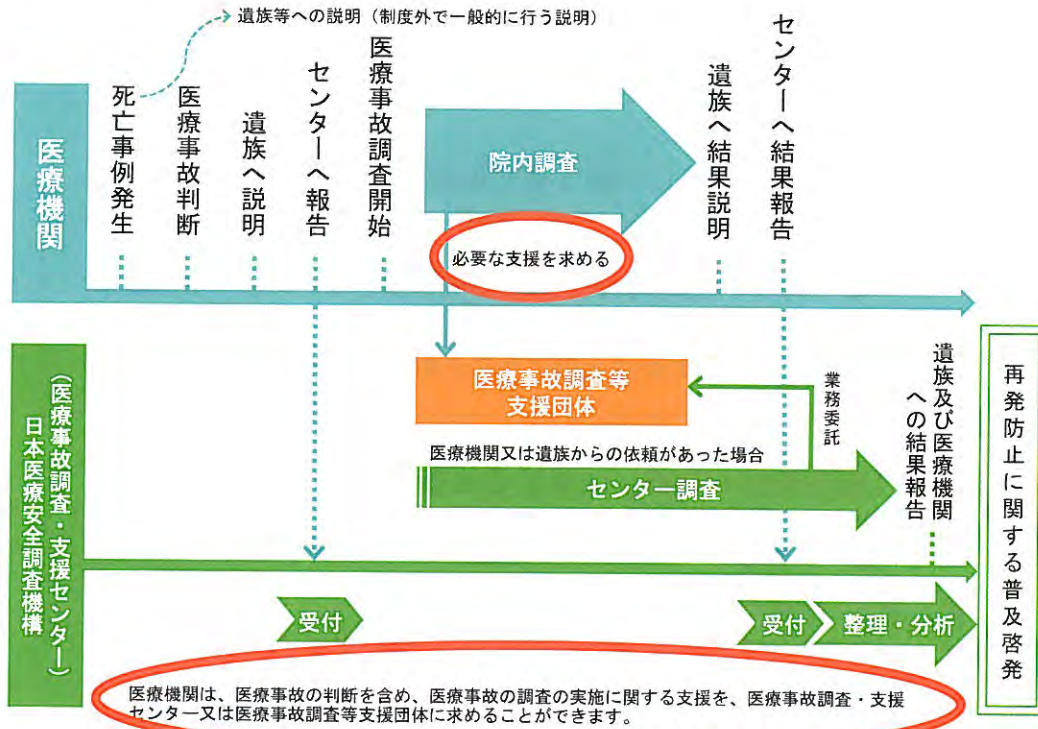 遺族等への説明（制度外で一般的に行う説明）
医療機関
死亡事例発生
医療事故判断
遺族へ説明
センターへ報告
医療事故調査開始
院内調査
必要な支援を求める
遺族へ結果説明
センターへ結果報告
日本医療安全調査機構
（医療事故調査・支援センター）
医療事故調査等
支援団体
業務委託
医療機関又は遺族からの依頼があった場合
センター調査
遺族及び医療機関
への結果報告
受付
受付
整理・分析
再発防止に関する普及啓発
医療機関は、医療事故の判断を含め、医療事故の調査の実施に関する支援を、医療事故調査・支援
センター又は医療事故調査等支援団体に求めることができます。